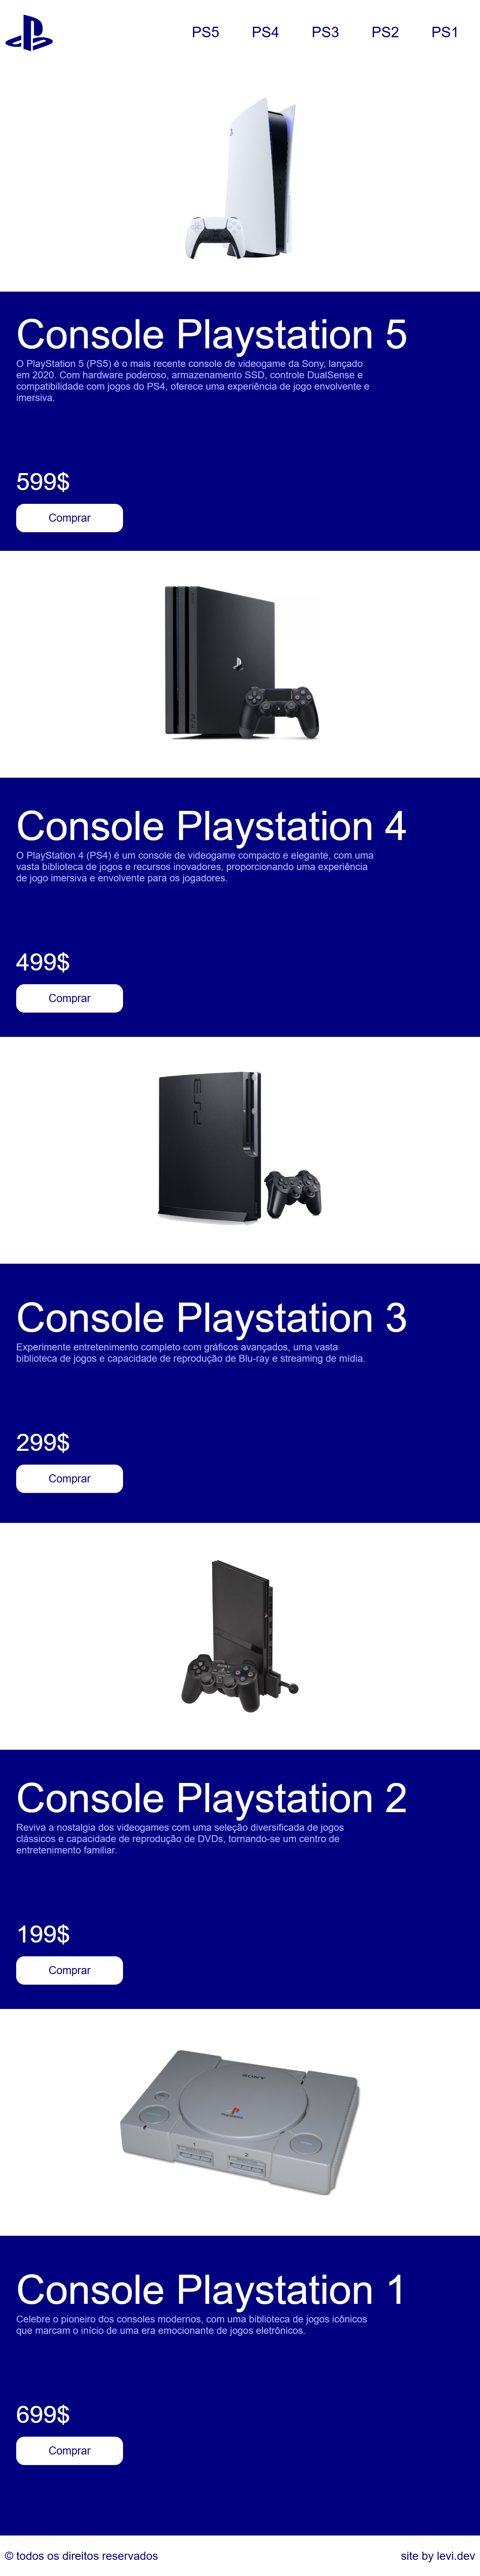 PS5 PS4 PS3 PS2 PS1
Console Playstation 5
O PlayStation 5 (PS5) é o mais recente console de videogame da Sony, lançado
em 2020. Com hardware poderoso, armazenamento SSD, controle DualSense e
compatibilidade com jogos do PS4, oferece uma experiência de jogo envolvente e
imersiva.
599$
Comprar
Console Playstation 4
O PlayStation 4 (PS4) é um console de videogame compacto e elegante, com uma
vasta biblioteca de jogos e recursos inovadores, proporcionando uma experiência
de jogo imersiva e envolvente para os jogadores.
499$
Comprar
PS3
Console Playstation 3
Experimente entretenimento completo com gráficos avançados, uma vasta
biblioteca de jogos e capacidade de reprodução de Blu-ray e streaming de mídia.
299$
Comprar
Console Playstation 2
Reviva a nostalgia dos videogames com uma seleção diversificada de jogos
clássicos e capacidade de reprodução de DVDs, tornando-se um centro de
entretenimento familiar.
199$
Comprar
SONY
Console Playstation 1
Celebre o pioneiro dos consoles modernos, com uma biblioteca de jogos icônicos
que marcam o início de uma era emocionante de jogos eletrônicos.
699$
Comprar
© todos os direitos reservados site by levi.dev